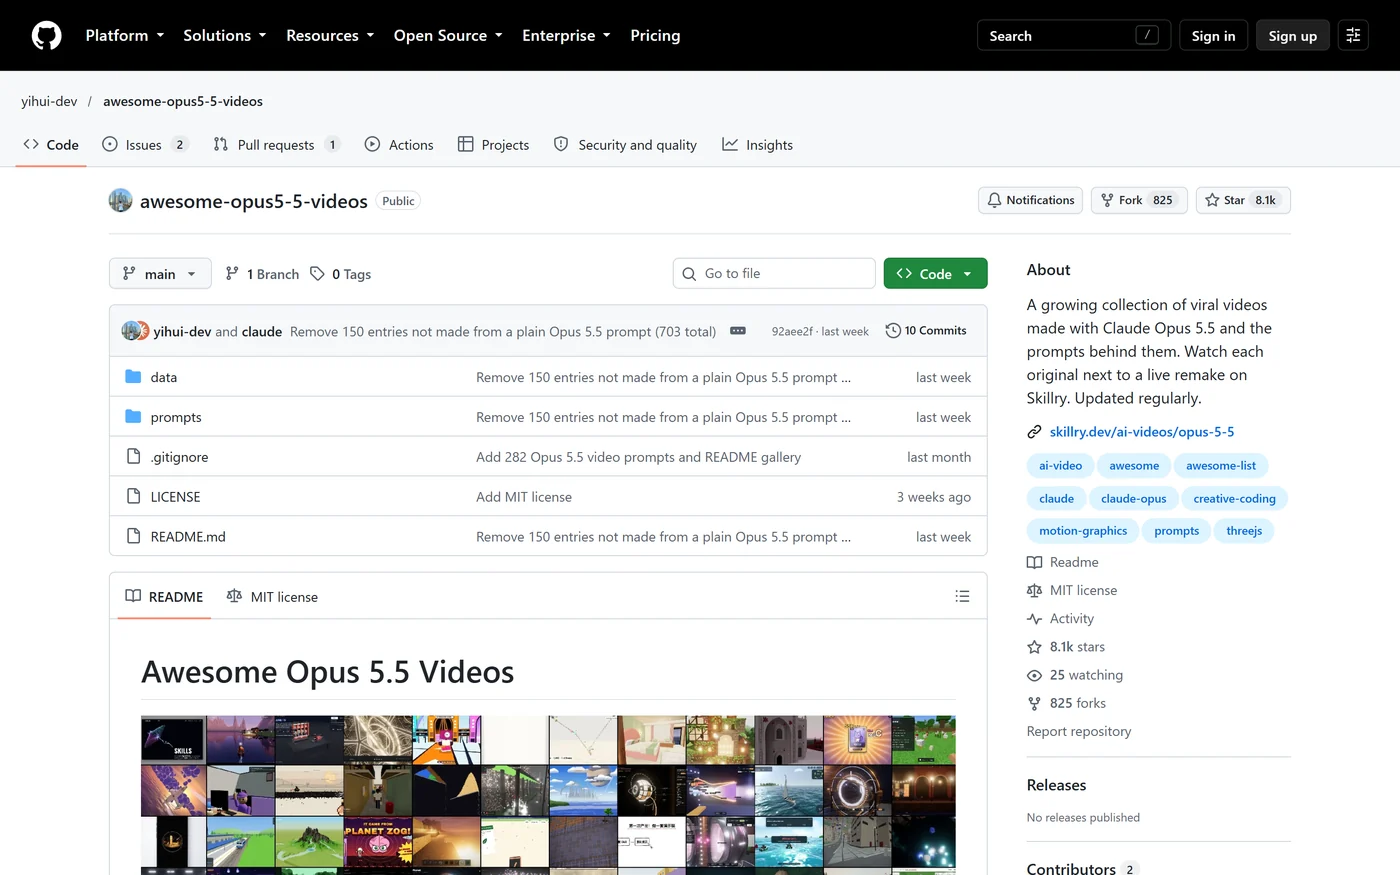 Platform Solutions Resources Open Source Enterprise Pricing Search / Sign in Sign up
yihui-dev / awesome-opus5-5-videos
Code Issues 2 Pull requests 1 Actions Projects Security and quality Insights
awesome-opus5-5-videos Public Notifications Fork 825 Star 8.1k
main 1 Branch 0 Tags Go to file Code
yihui-dev and claude Remove 150 entries not made from a plain Opus 5.5 prompt (703 total) 92aee2f · last week 10 Commits
data Remove 150 entries not made from a plain Opus 5.5 prompt ... last week
prompts Remove 150 entries not made from a plain Opus 5.5 prompt ... last week
.gitignore Add 282 Opus 5.5 video prompts and README gallery last month
LICENSE Add MIT license 3 weeks ago
README.md Remove 150 entries not made from a plain Opus 5.5 prompt ... last week
README MIT license
Awesome Opus 5.5 Videos
SKILLS
IT CAME FROM
PLANET ZOG!
About
A growing collection of viral videos
made with Claude Opus 5.5 and the
prompts behind them. Watch each
original next to a live remake on
Skillry. Updated regularly.
skillry.dev/ai-videos/opus-5-5
ai-video awesome awesome-list
claude claude-opus creative-coding
motion-graphics prompts threejs
Readme
MIT license
Activity
8.1k stars
25 watching
825 forks
Report repository
Releases
No releases published
Contributors 2